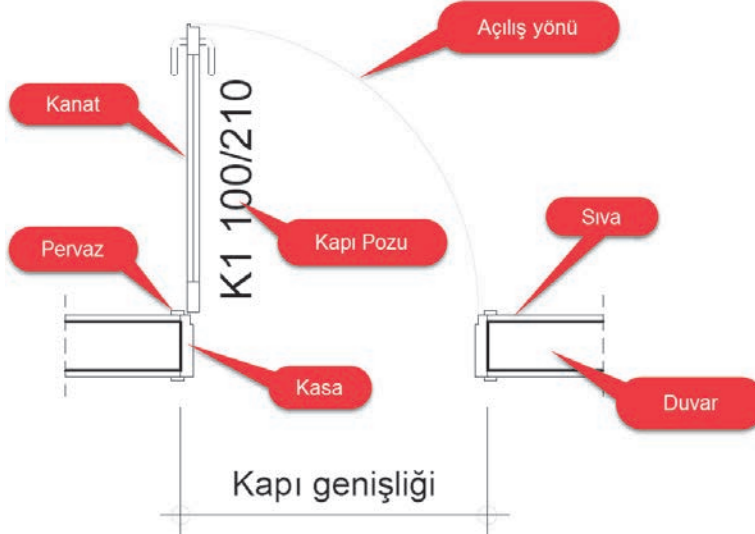 Açılış yönü
Kanat
K1 100/210
Sıva
Kapı Pozu
Pervaz
Kasa
Duvar
Kapı genişliği